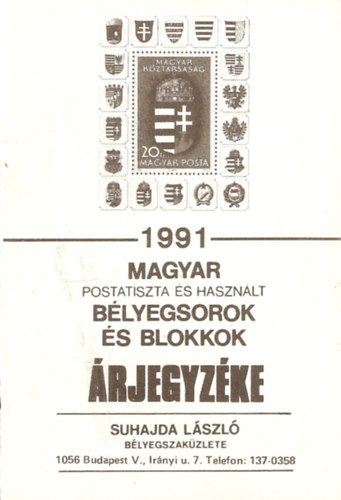 MAGYAR
KÖZTÁRSASÁG
20 Ft
MAGYAR POSTA
1991
MAGYAR
POSTATISZTA ÉS HASZNÁLT
BÉLYEGSOROK
ÉS BLOKKOK
ÁRJEGYZÉKE
SUHAJDA LÁSZLÓ
BÉLYEGSZAKÜZLETE
1056 Budapest V., Irányi u. 7. Telefon: 137-0358